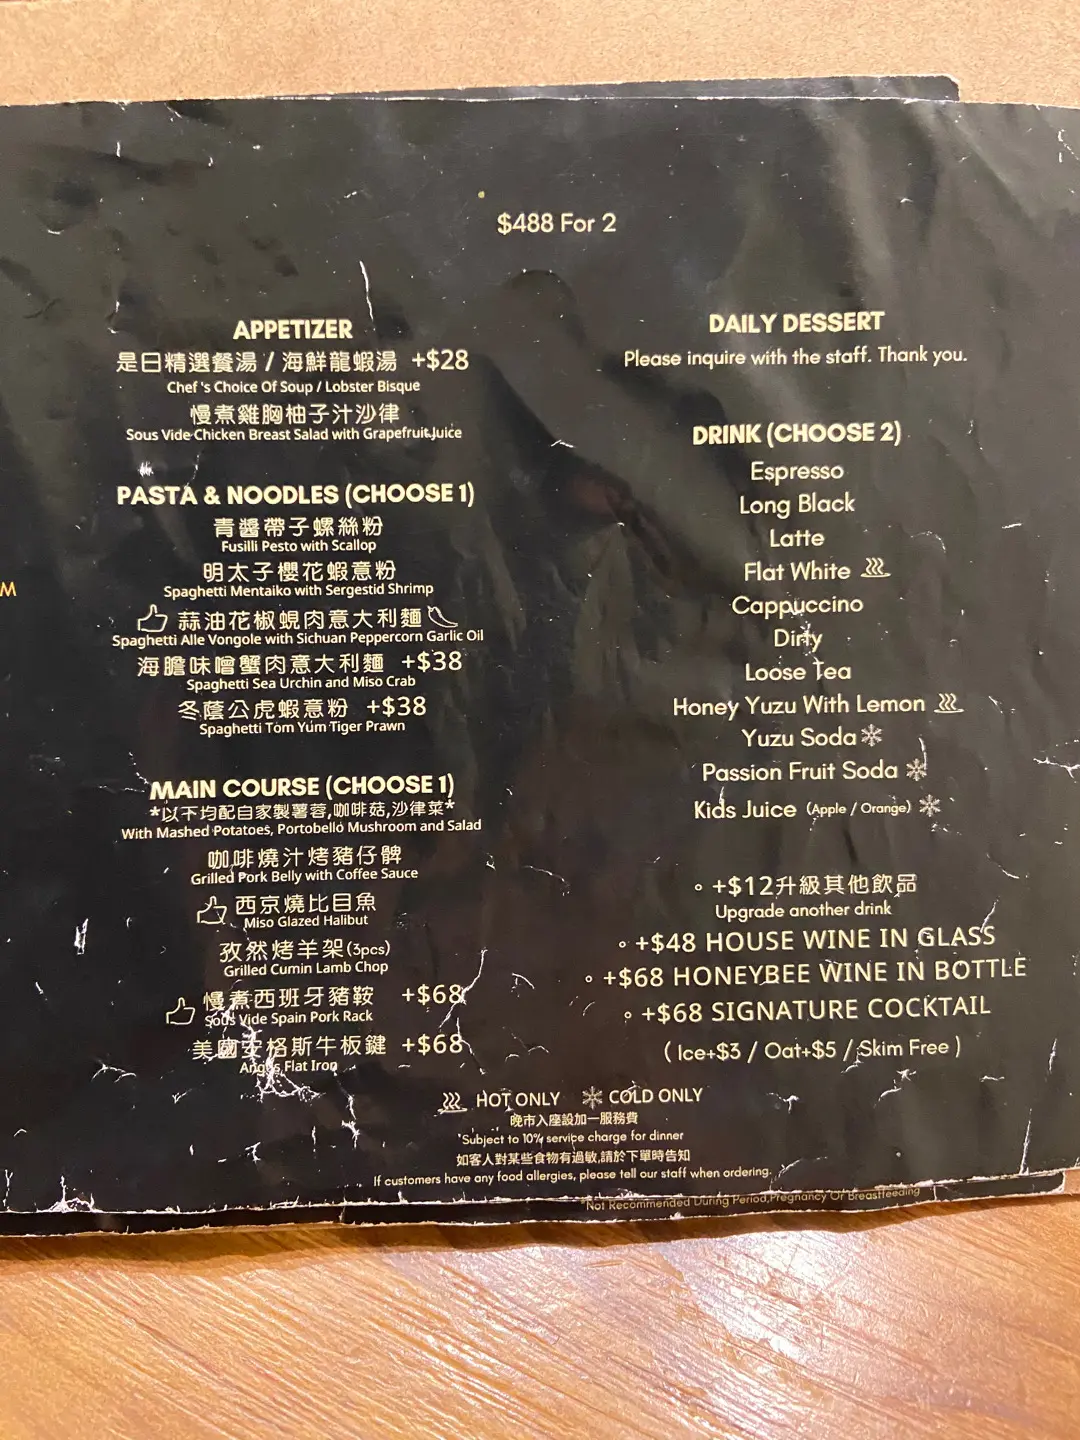 $488 For 2
APPETIZER
是日精選餐湯 / 海鮮龍蝦湯 +$28
Chef's Choice Of Soup / Lobster Bisque
慢煮雞胸柚子汁沙律
Sous Vide Chicken Breast Salad with Grapefruit Juice
PASTA & NOODLES (CHOOSE 1)
青醬帶子螺絲粉
Fusilli Pesto with Scallop
明太子櫻花蝦意粉
Spaghetti Mentaiko with Sergestid Shrimp
蒜油花椒蜆肉意大利麵
Spaghetti Alle Vongole with Sichuan Peppercorn Garlic Oil
海膽味噌蟹肉意大利麵 +$38
Spaghetti Sea Urchin and Miso Crab
冬蔭公虎蝦意粉 +$38
Spaghetti Tom Yum Tiger Prawn
MAIN COURSE (CHOOSE 1)
*以下均配自家製薯蓉,咖啡菇,沙律菜*
With Mashed Potatoes, Portobello Mushroom and Salad
咖啡燒汁烤豬仔髀
Grilled Pork Belly with Coffee Sauce
西京燒比目魚
Miso Glazed Halibut
孜然烤羊架(3pcs)
Grilled Cumin Lamb Chop
慢煮西班牙豬鞍 +$68
Sous Vide Spain Pork Rack
美國安格斯牛板鍵 +$68
Angus Flat Iron
DAILY DESSERT
Please inquire with the staff. Thank you.
DRINK (CHOOSE 2)
Espresso
Long Black
Latte
Flat White
Cappuccino
Dirty
Loose Tea
Honey Yuzu With Lemon
Yuzu Soda
Passion Fruit Soda
Kids Juice (Apple / Orange)
+$12升級其他飲品
Upgrade another drink
+$48 HOUSE WINE IN GLASS
+$68 HONEYBEE WINE IN BOTTLE
+$68 SIGNATURE COCKTAIL
( Ice+$3 / Oat+$5 / Skim Free )
HOT ONLY COLD ONLY
晚市入座設加一服務費
*Subject to 10% service charge for dinner
如客人對某些食物有過敏,請於下單時告知
If customers have any food allergies, please tell our staff when ordering.
*Not Recommended During Period,Pregnancy Or Breastfeeding
M